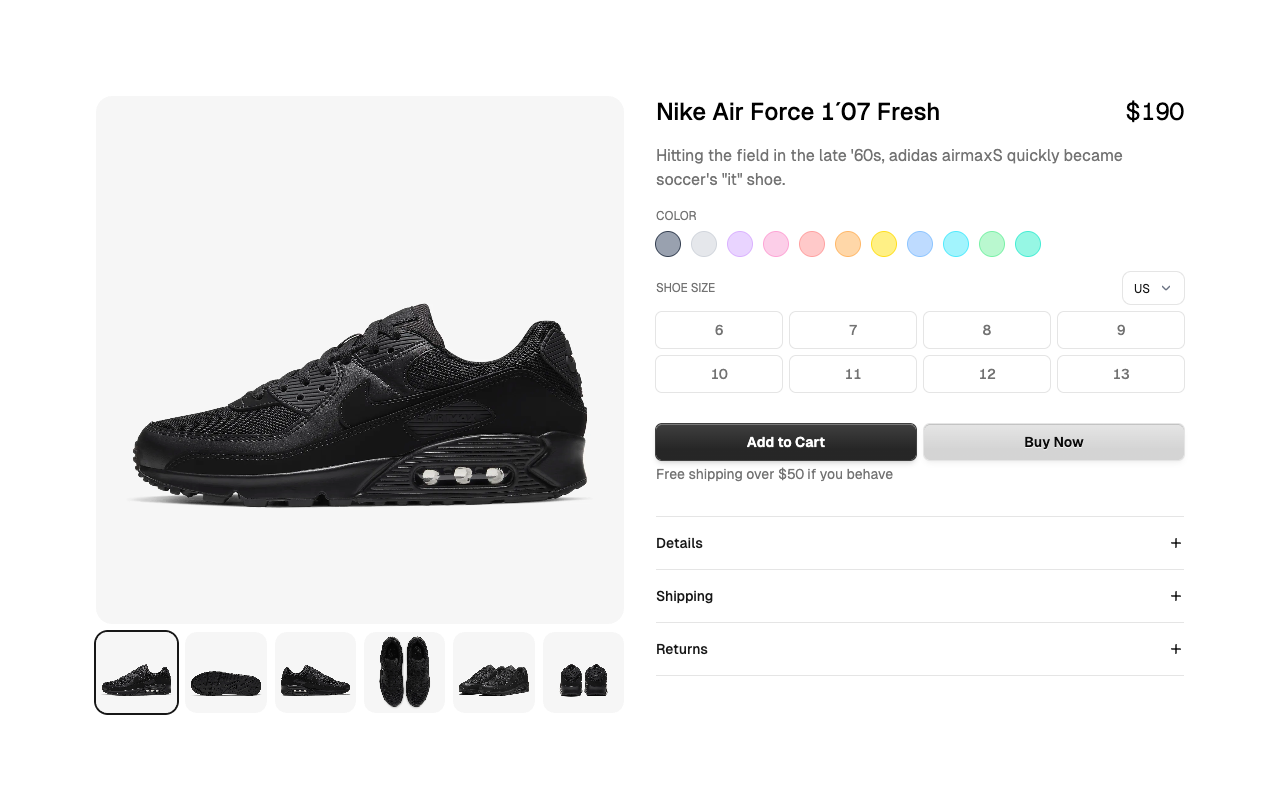 Nike Air Force 1´07 Fresh
$190
Hitting the field in the late '60s, adidas airmaxS quickly became
soccer's "it" shoe.
COLOR
SHOE SIZE
US
6 7 8 9
10 11 12 13
Add to Cart
Buy Now
Free shipping over $50 if you behave
Details
Shipping
Returns